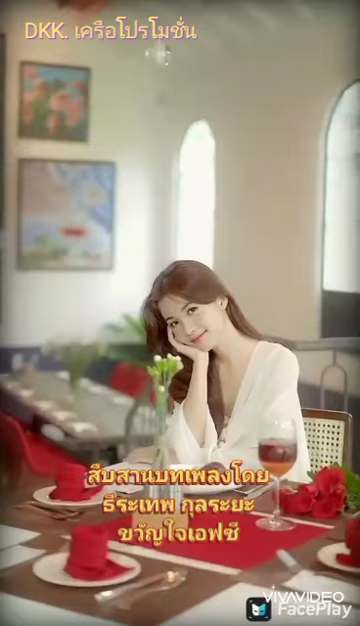 DKK. เครือโปรโมชั่น
สืบสานบทเพลงโดย
ธีระเทพ กุลระยะ
ขวัญใจเอฟซี
VIVAVIDEO
FacePlay